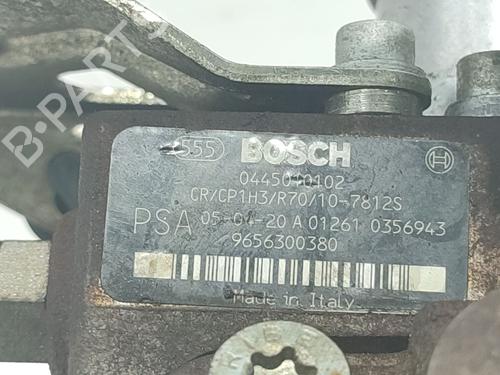 555 BOSCH
0445010102
CR/CP1H3/R70/10-7812S
PSA 05-04-20 A 01261 0356943
9656300380
Made in Italy
B-PARTS